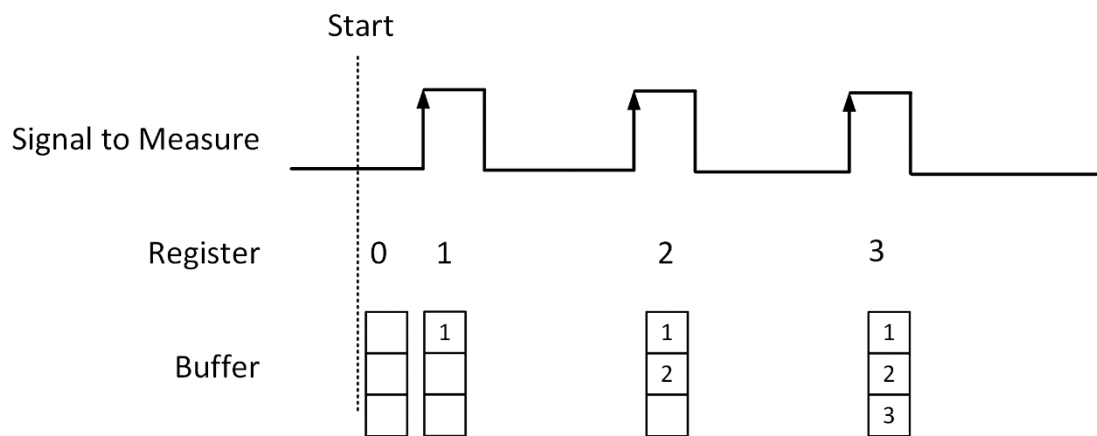 Start
Signal to Measure
Register 0 1 2 3
1 1 1
Buffer 2 2
3